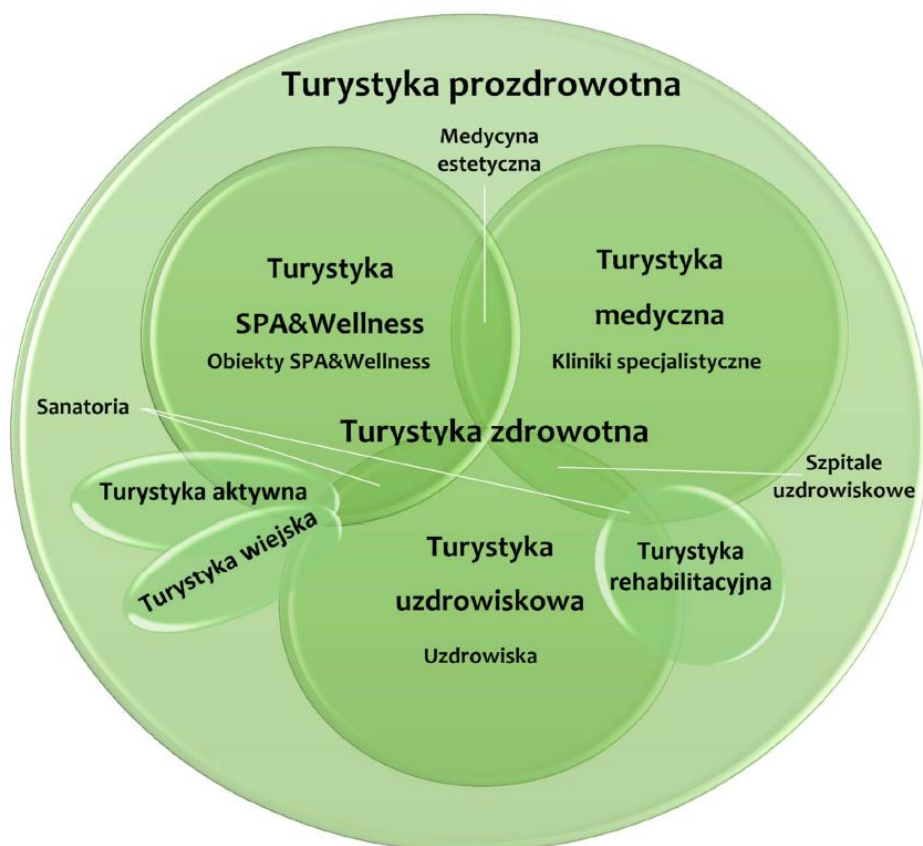 Turystyka prozdrowotna
Medycyna
estetyczna
Turystyka
SPA&Wellness
Obiekty SPA&Wellness
Turystyka
medyczna
Kliniki specjalistyczne
Sanatoria
Turystyka zdrowotna
Szpitale
uzdrowiskowe
Turystyka aktywna
Turystyka wiejska
Turystyka
uzdrowiskowa
Uzdrowiska
Turystyka
rehabilitacyjna